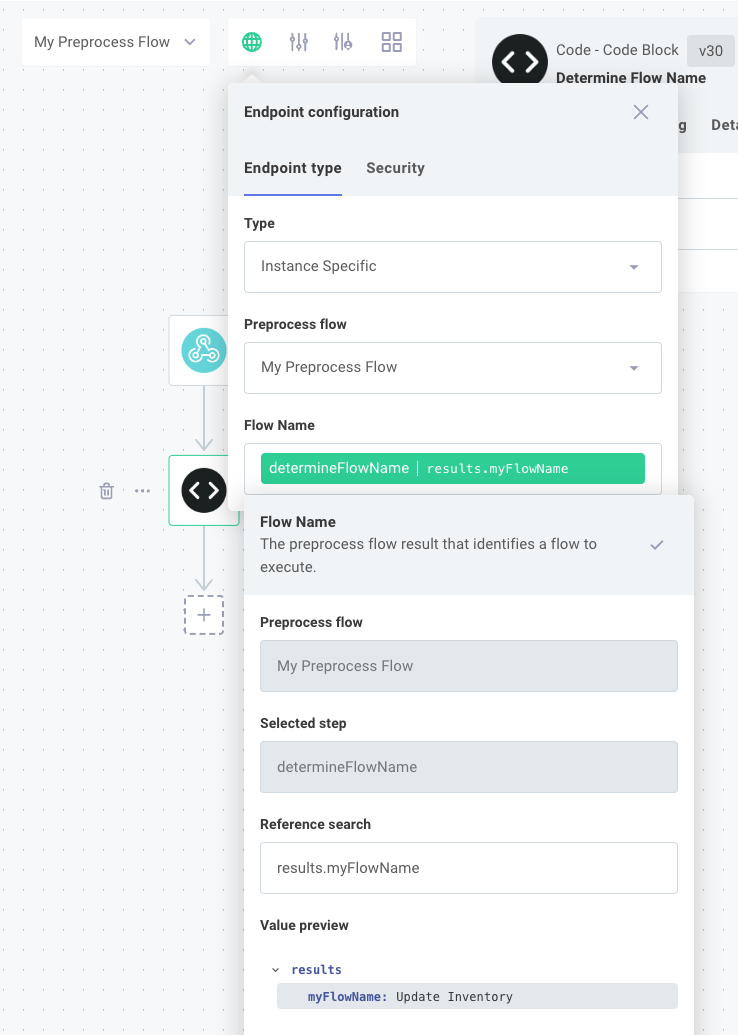 My Preprocess Flow
Code - Code Block
v30
Determine Flow Name
Endpoint configuration
Endpoint type
Security
Type
Instance Specific
Preprocess flow
My Preprocess Flow
Flow Name
determineFlowName | results.myFlowName
Flow Name
The preprocess flow result that identifies a flow to
execute.
Preprocess flow
My Preprocess Flow
Selected step
determineFlowName
Reference search
results.myFlowName
Value preview
results
myFlowName: Update Inventory